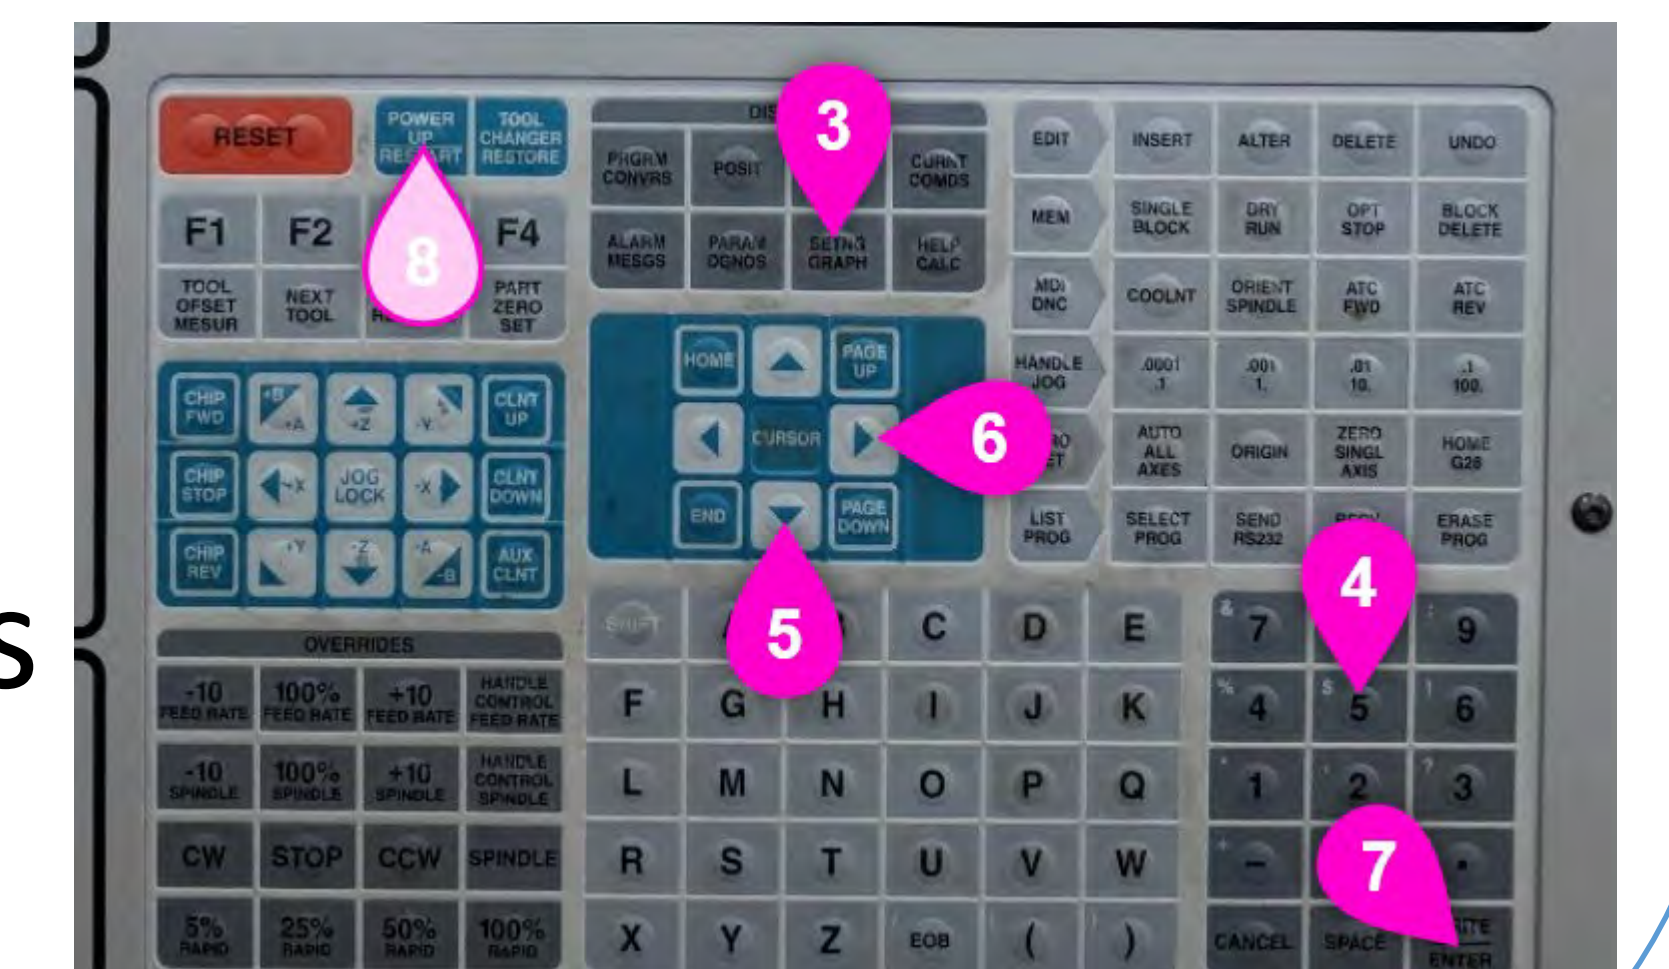 RESET
POWER UP RESTART
TOOL CHANGER RESTORE
F1 F2 F4
TOOL OFSET MESUR
NEXT TOOL
PART ZERO SET
8
3
PRGRM CONVRS
POSIT
CURNT COMDS
ALARM MESGS
PARAM DGNOS
SETNG GRAPH
HELP CALC
EDIT INSERT ALTER DELETE UNDO
MEM
SINGLE BLOCK
DRY RUN
OPT STOP
BLOCK DELETE
MDI DNC
COOLNT
ORIENT SPINDLE
ATC FWD
ATC REV
HANDLE JOG
.0001 .1
.001 1.
.01 10.
.1 100.
AUTO ALL AXES
ORIGIN
ZERO SINGL AXIS
HOME G28
LIST PROG
SELECT PROG
SEND RS232
ERASE PROG
CHIP FWD
+B +A
+Z
-Y
CLNT UP
CHIP STOP
-X
JOG LOCK
-X
CLNT DOWN
CHIP REV
+Y
-Z
-A -B
AUX CLNT
HOME
PAGE UP
CURSOR
6
END
PAGE DOWN
5
4
OVERRIDES
-10 FEED RATE
100% FEED RATE
+10 FEED RATE
HANDLE CONTROL FEED RATE
-10 SPINDLE
100% SPINDLE
+10 SPINDLE
HANDLE CONTROL SPINDLE
CW STOP CCW SPINDLE
5% RAPID
25% RAPID
50% RAPID
100% RAPID
SHIFT C D E
F G H I J K
L M N O P Q
R S T U V W
X Y Z EOB ( )
& 7 : 9
% 4 $ 5 ! 6
* 1 , 2 ? 3
+ - 7 .
CANCEL SPACE ENTER
S